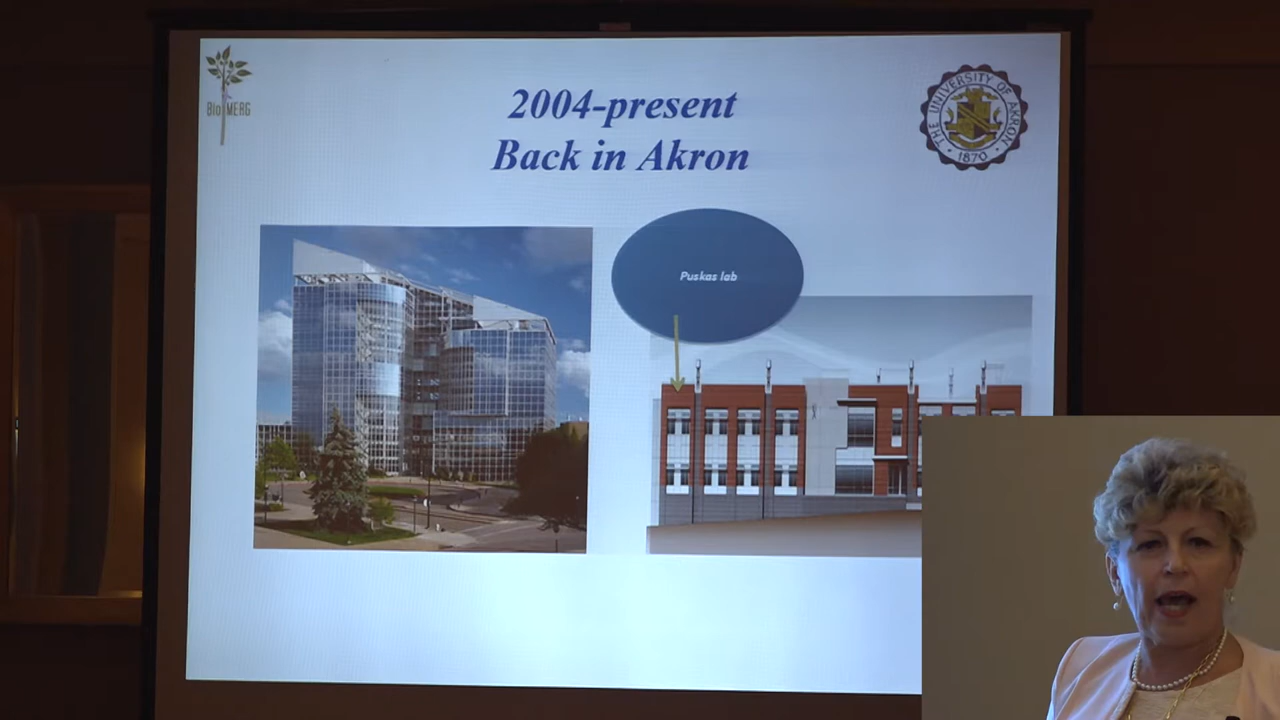 BioMERG
2004-present
Back in Akron
THE UNIVERSITY OF AKRON
1870
Puskas lab